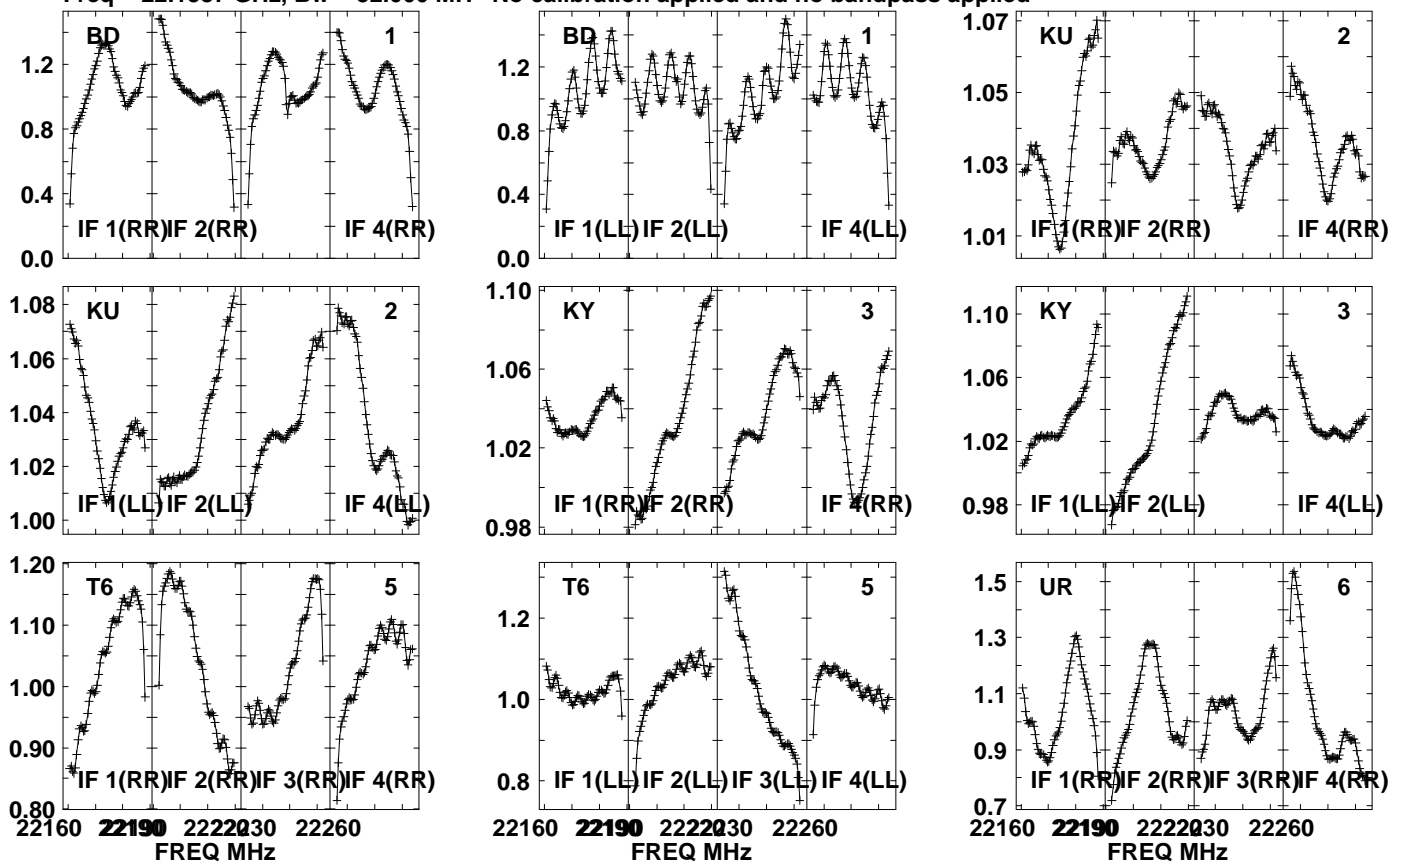 BD 1
1.2
0.8
0.4
0.0
IF 1(RR) IF 2(RR) IF 4(RR)
BD 1
1.2
0.8
0.4
0.0
IF 1(LL) IF 2(LL) IF 4(LL)
KU 2
1.07
1.05
1.03
1.01
IF 1(RR) IF 2(RR) IF 4(RR)
KU 2
1.08
1.06
1.04
1.02
1.00
IF 1(LL) IF 2(LL) IF 4(LL)
KY 3
1.10
1.06
1.02
0.98
IF 1(RR) IF 2(RR) IF 4(RR)
KY 3
1.10
1.06
1.02
0.98
IF 1(LL) IF 2(LL) IF 4(LL)
T6 5
1.20
1.10
1.00
0.90
0.80
IF 1(RR) IF 2(RR) IF 3(RR) IF 4(RR)
22160 22190 22260
FREQ MHz
T6 5
1.2
1.0
0.8
IF 1(LL) IF 2(LL) IF 3(LL) IF 4(LL)
22160 22190 22260
FREQ MHz
UR 6
1.5
1.3
1.1
0.9
0.7
IF 1(RR) IF 2(RR) IF 3(RR) IF 4(RR)
22160 22190 22260
FREQ MHz